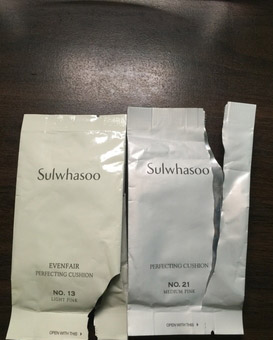 Sulwhasoo
EVENFAIR
PERFECTING CUSHION
NO. 13
LIGHT PINK
OPEN WITH THIS
Sulwhasoo
PERFECTING CUSHION
NO. 21
MEDIUM PINK
OPEN WITH THIS